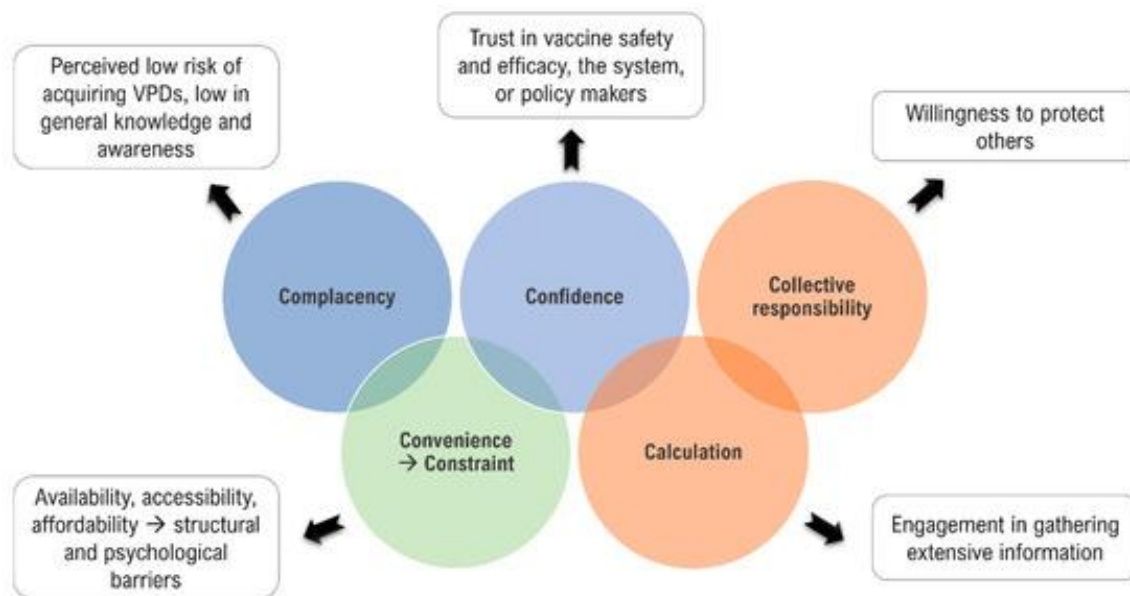 Perceived low risk of
acquiring VPDs, low in
general knowledge and
awareness
Trust in vaccine safety
and efficacy, the system,
or policy makers
Willingness to protect
others
Complacency
Confidence
Collective
responsibility
Convenience
→ Constraint
Calculation
Availability, accessibility,
affordability → structural
and psychological
barriers
Engagement in gathering
extensive information